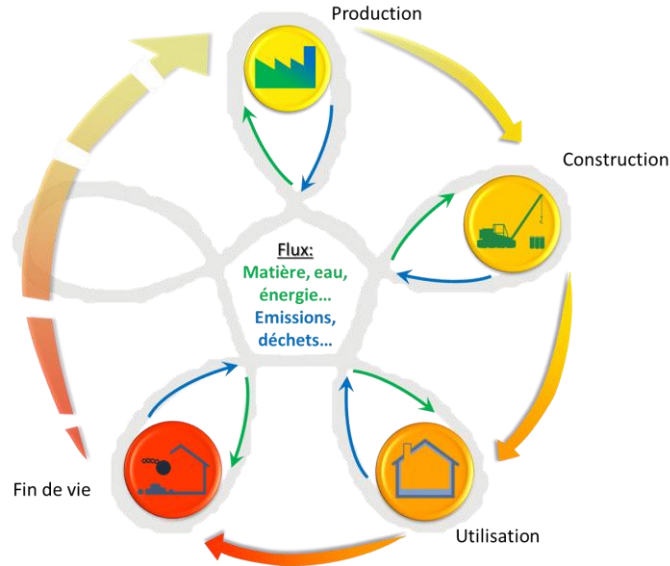 Production
Construction
Flux:
Matière, eau,
énergie...
Emissions,
déchets...
Fin de vie
Utilisation